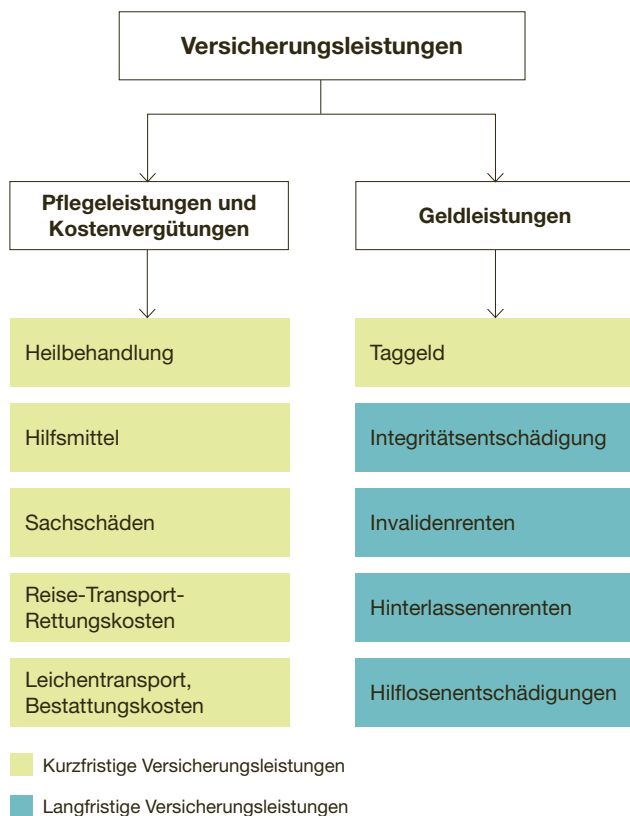 Versicherungsleistungen
Pflegeleistungen und
Kostenvergütungen
Geldleistungen
Heilbehandlung
Hilfsmittel
Sachschäden
Reise-Transport-
Rettungskosten
Leichentransport,
Bestattungskosten
Taggeld
Integritätsentschädigung
Invalidenrenten
Hinterlassenenrenten
Hilflosenentschädigungen
Kurzfristige Versicherungsleistungen
Langfristige Versicherungsleistungen